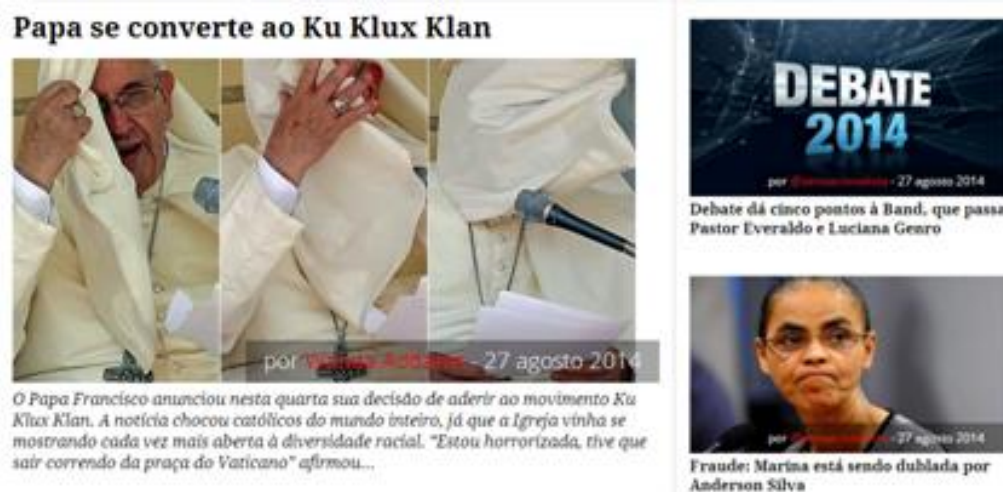 Papa se converte ao Ku Klux Klan
por - 27 agosto 2014
O Papa Francisco anunciou nesta quarta sua decisão de aderir ao movimento Ku
Klux Klan. A notícia chocou católicos do mundo inteiro, já que a Igreja vinha se
mostrando cada vez mais aberta à diversidade racial. "Estou horrorizada, tive que
sair correndo da praça do Vaticano" afirmou...
DEBATE
2014
por - 27 agosto 2014
Debate dá cinco pontos à Band, que passa
Pastor Everaldo e Luciana Genro
por - 27 agosto 2014
Fraude: Marina está sendo dublada por
Anderson Silva